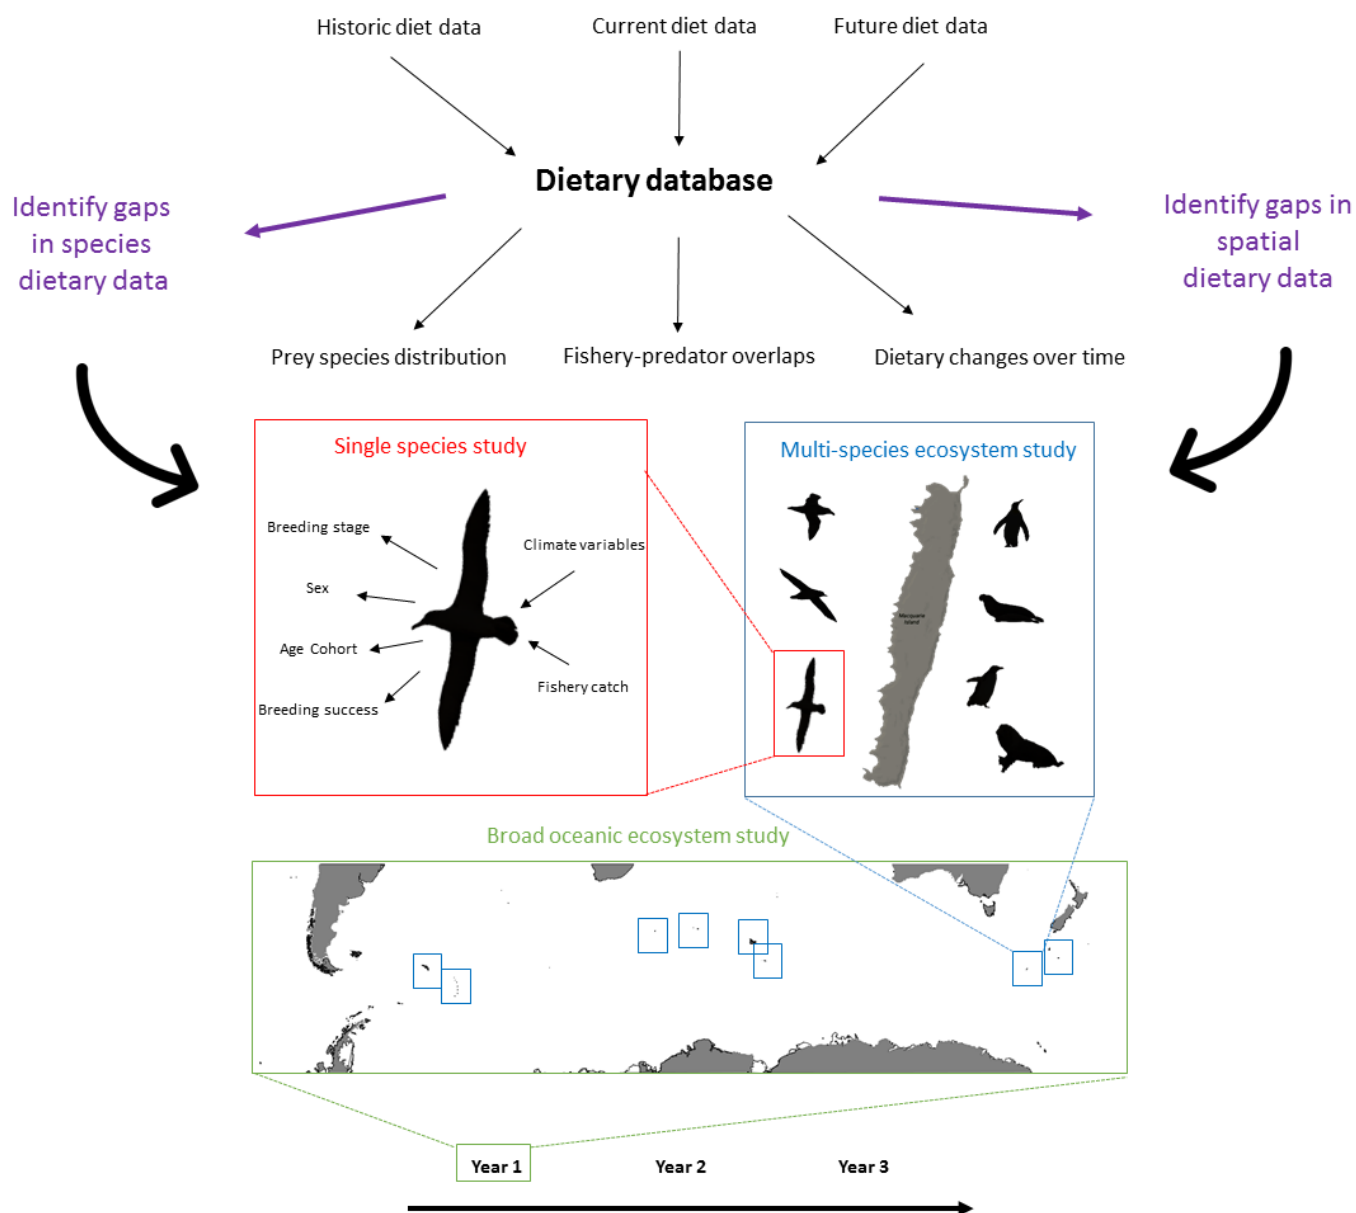 Historic diet data
Current diet data
Future diet data
Dietary database
Identify gaps
in species
dietary data
Identify gaps in
spatial
dietary data
Prey species distribution
Fishery-predator overlaps
Dietary changes over time
Single species study
Breeding stage
Sex
Age Cohort
Breeding success
Climate variables
Fishery catch
Multi-species ecosystem study
Macquarie
Island
Broad oceanic ecosystem study
Year 1
Year 2
Year 3